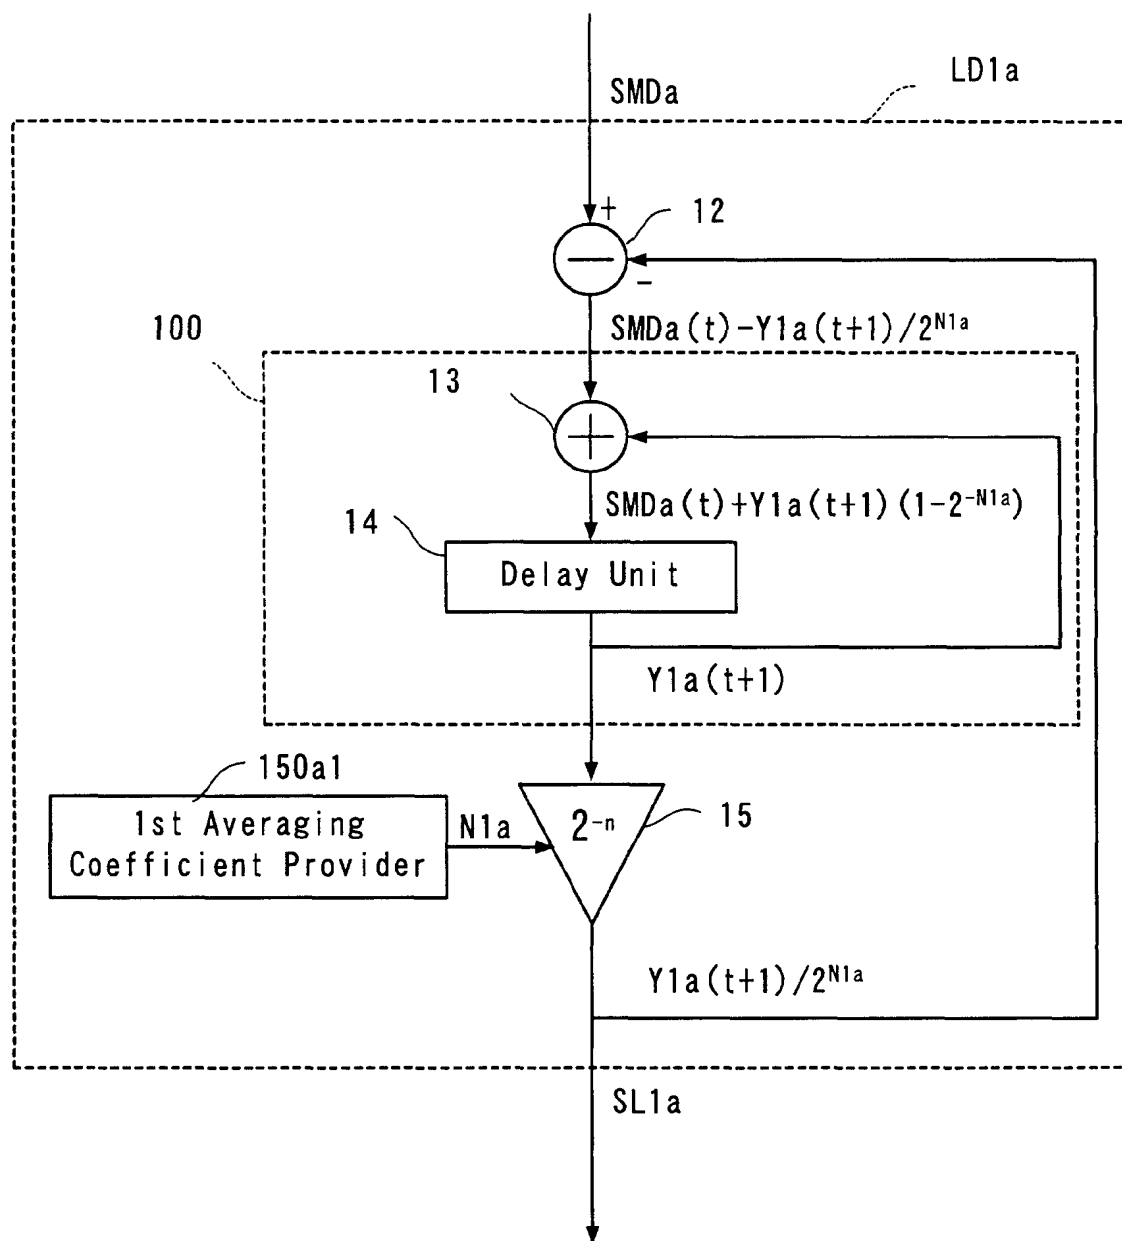 LD1a
SMDa
+
12
-
100
SMDa(t)-Y1a(t+1)/2^{N1a}
13
SMDa(t)+Y1a(t+1)(1-2^{-N1a})
14
Delay Unit
Y1a(t+1)
150a1
1st Averaging
Coefficient Provider
N1a
2^{-n}
15
Y1a(t+1)/2^{N1a}
SL1a